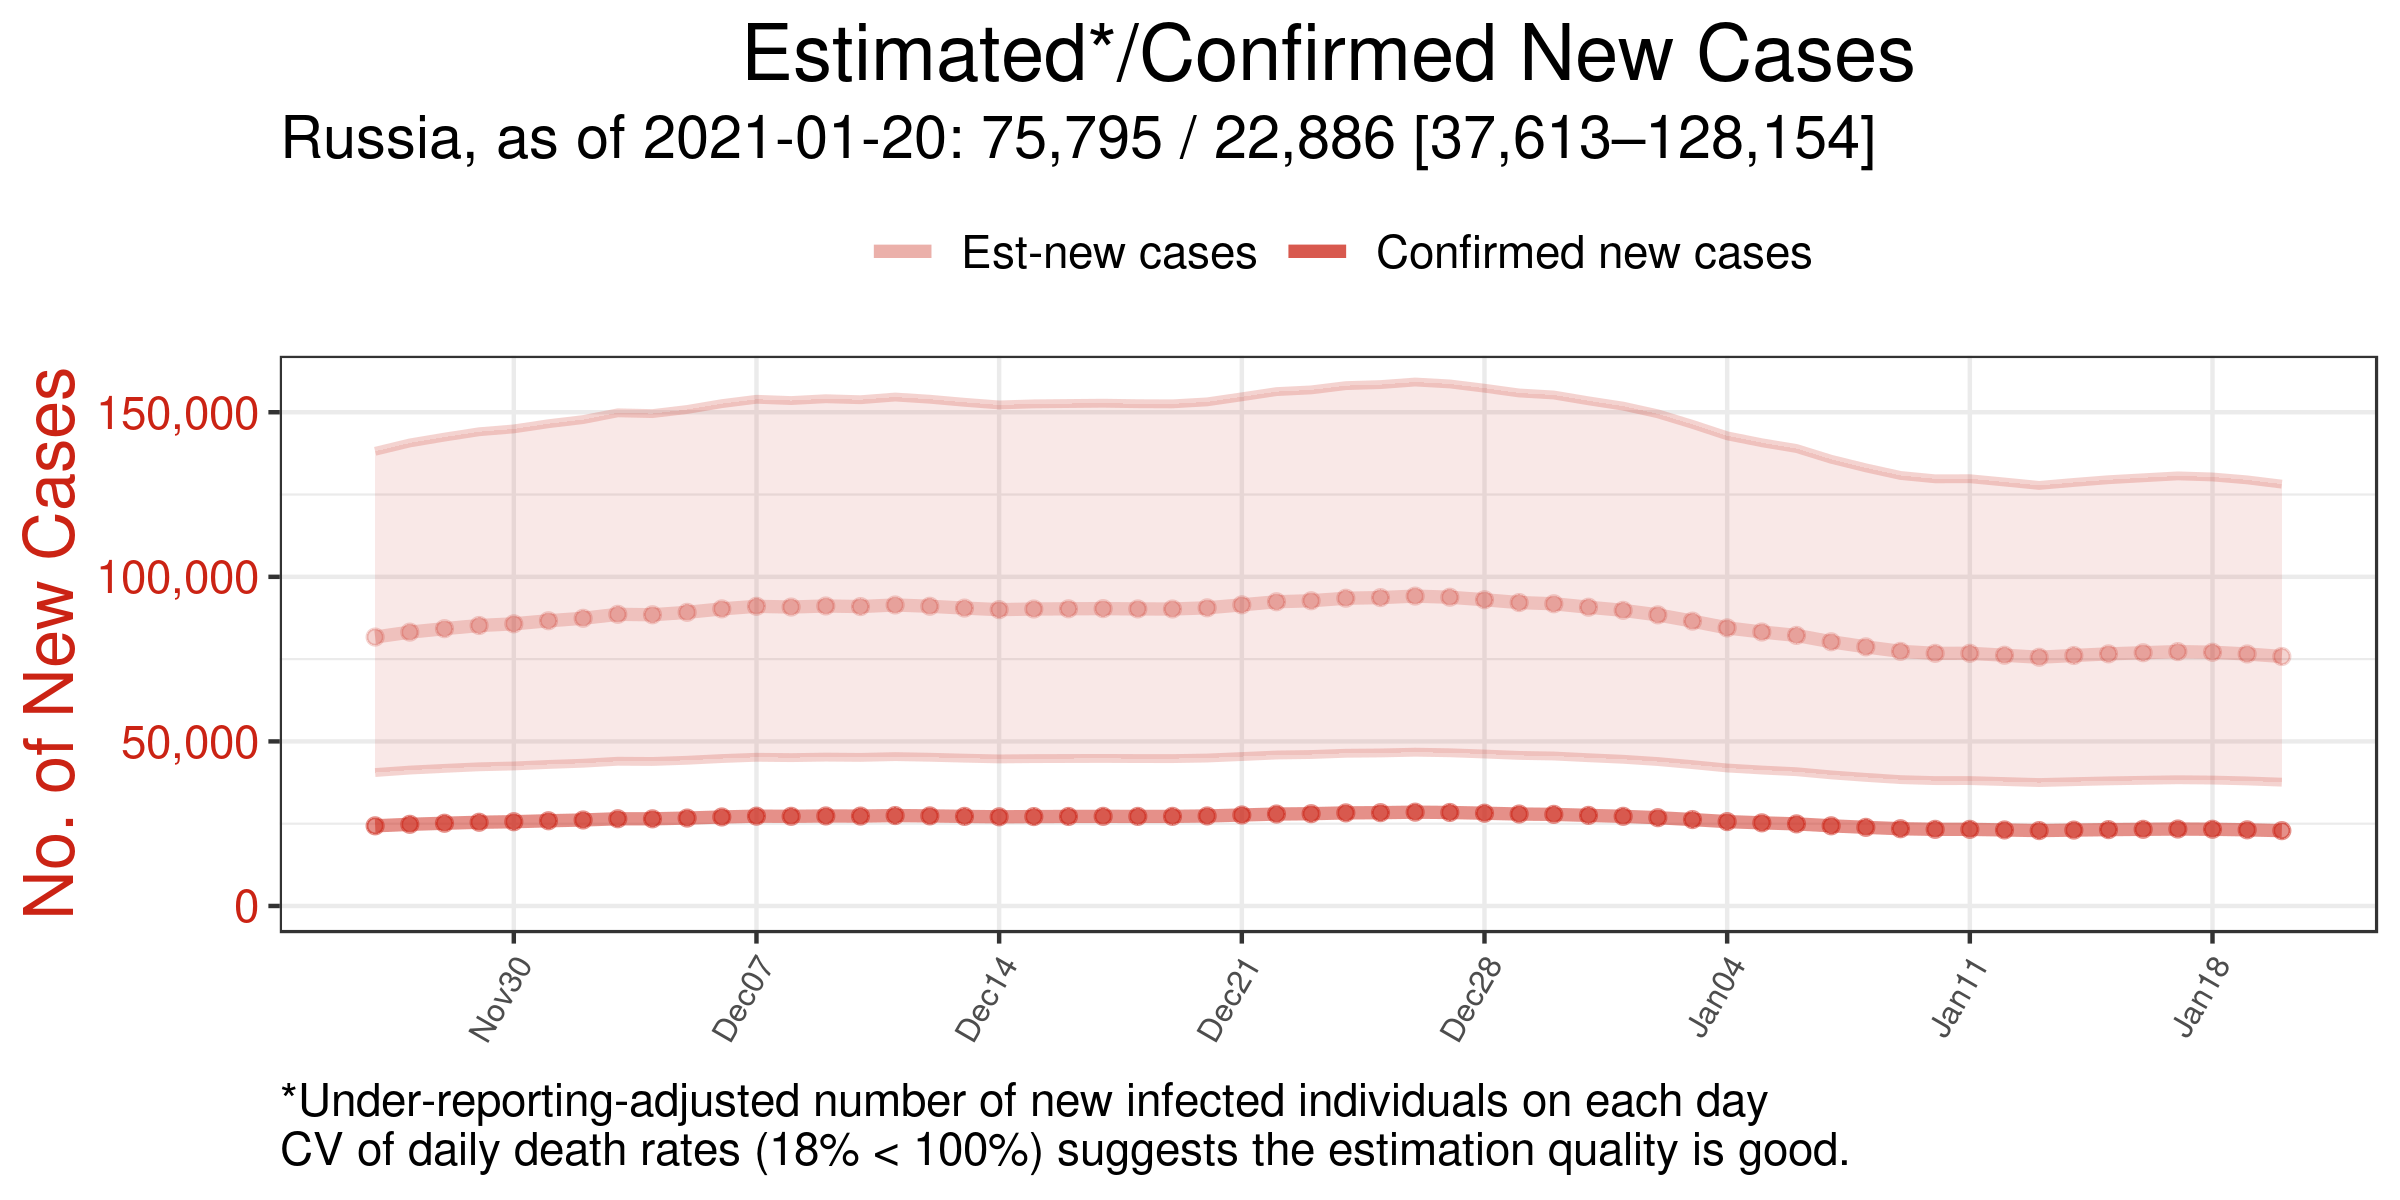 Estimated*/Confirmed New Cases
Russia, as of 2021-01-20: 75,795 / 22,886 [37,613–128,154]
Est-new cases
Confirmed new cases
No. of New Cases
150,000
100,000
50,000
0
Nov30
Dec07
Dec14
Dec21
Dec28
Jan04
Jan11
Jan18
*Under-reporting-adjusted number of new infected individuals on each day
CV of daily death rates (18% < 100%) suggests the estimation quality is good.